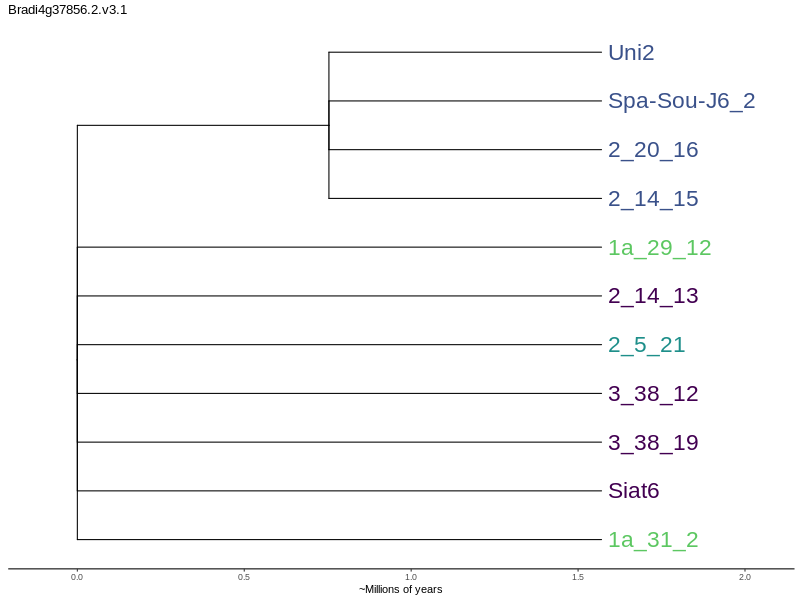 Bradi4g37856.2.v3.1
Uni2
Spa-Sou-J6_2
2_20_16
2_14_15
1a_29_12
2_14_13
2_5_21
3_38_12
3_38_19
Siat6
1a_31_2
0.0 0.5 1.0 1.5 2.0
~Millions of years